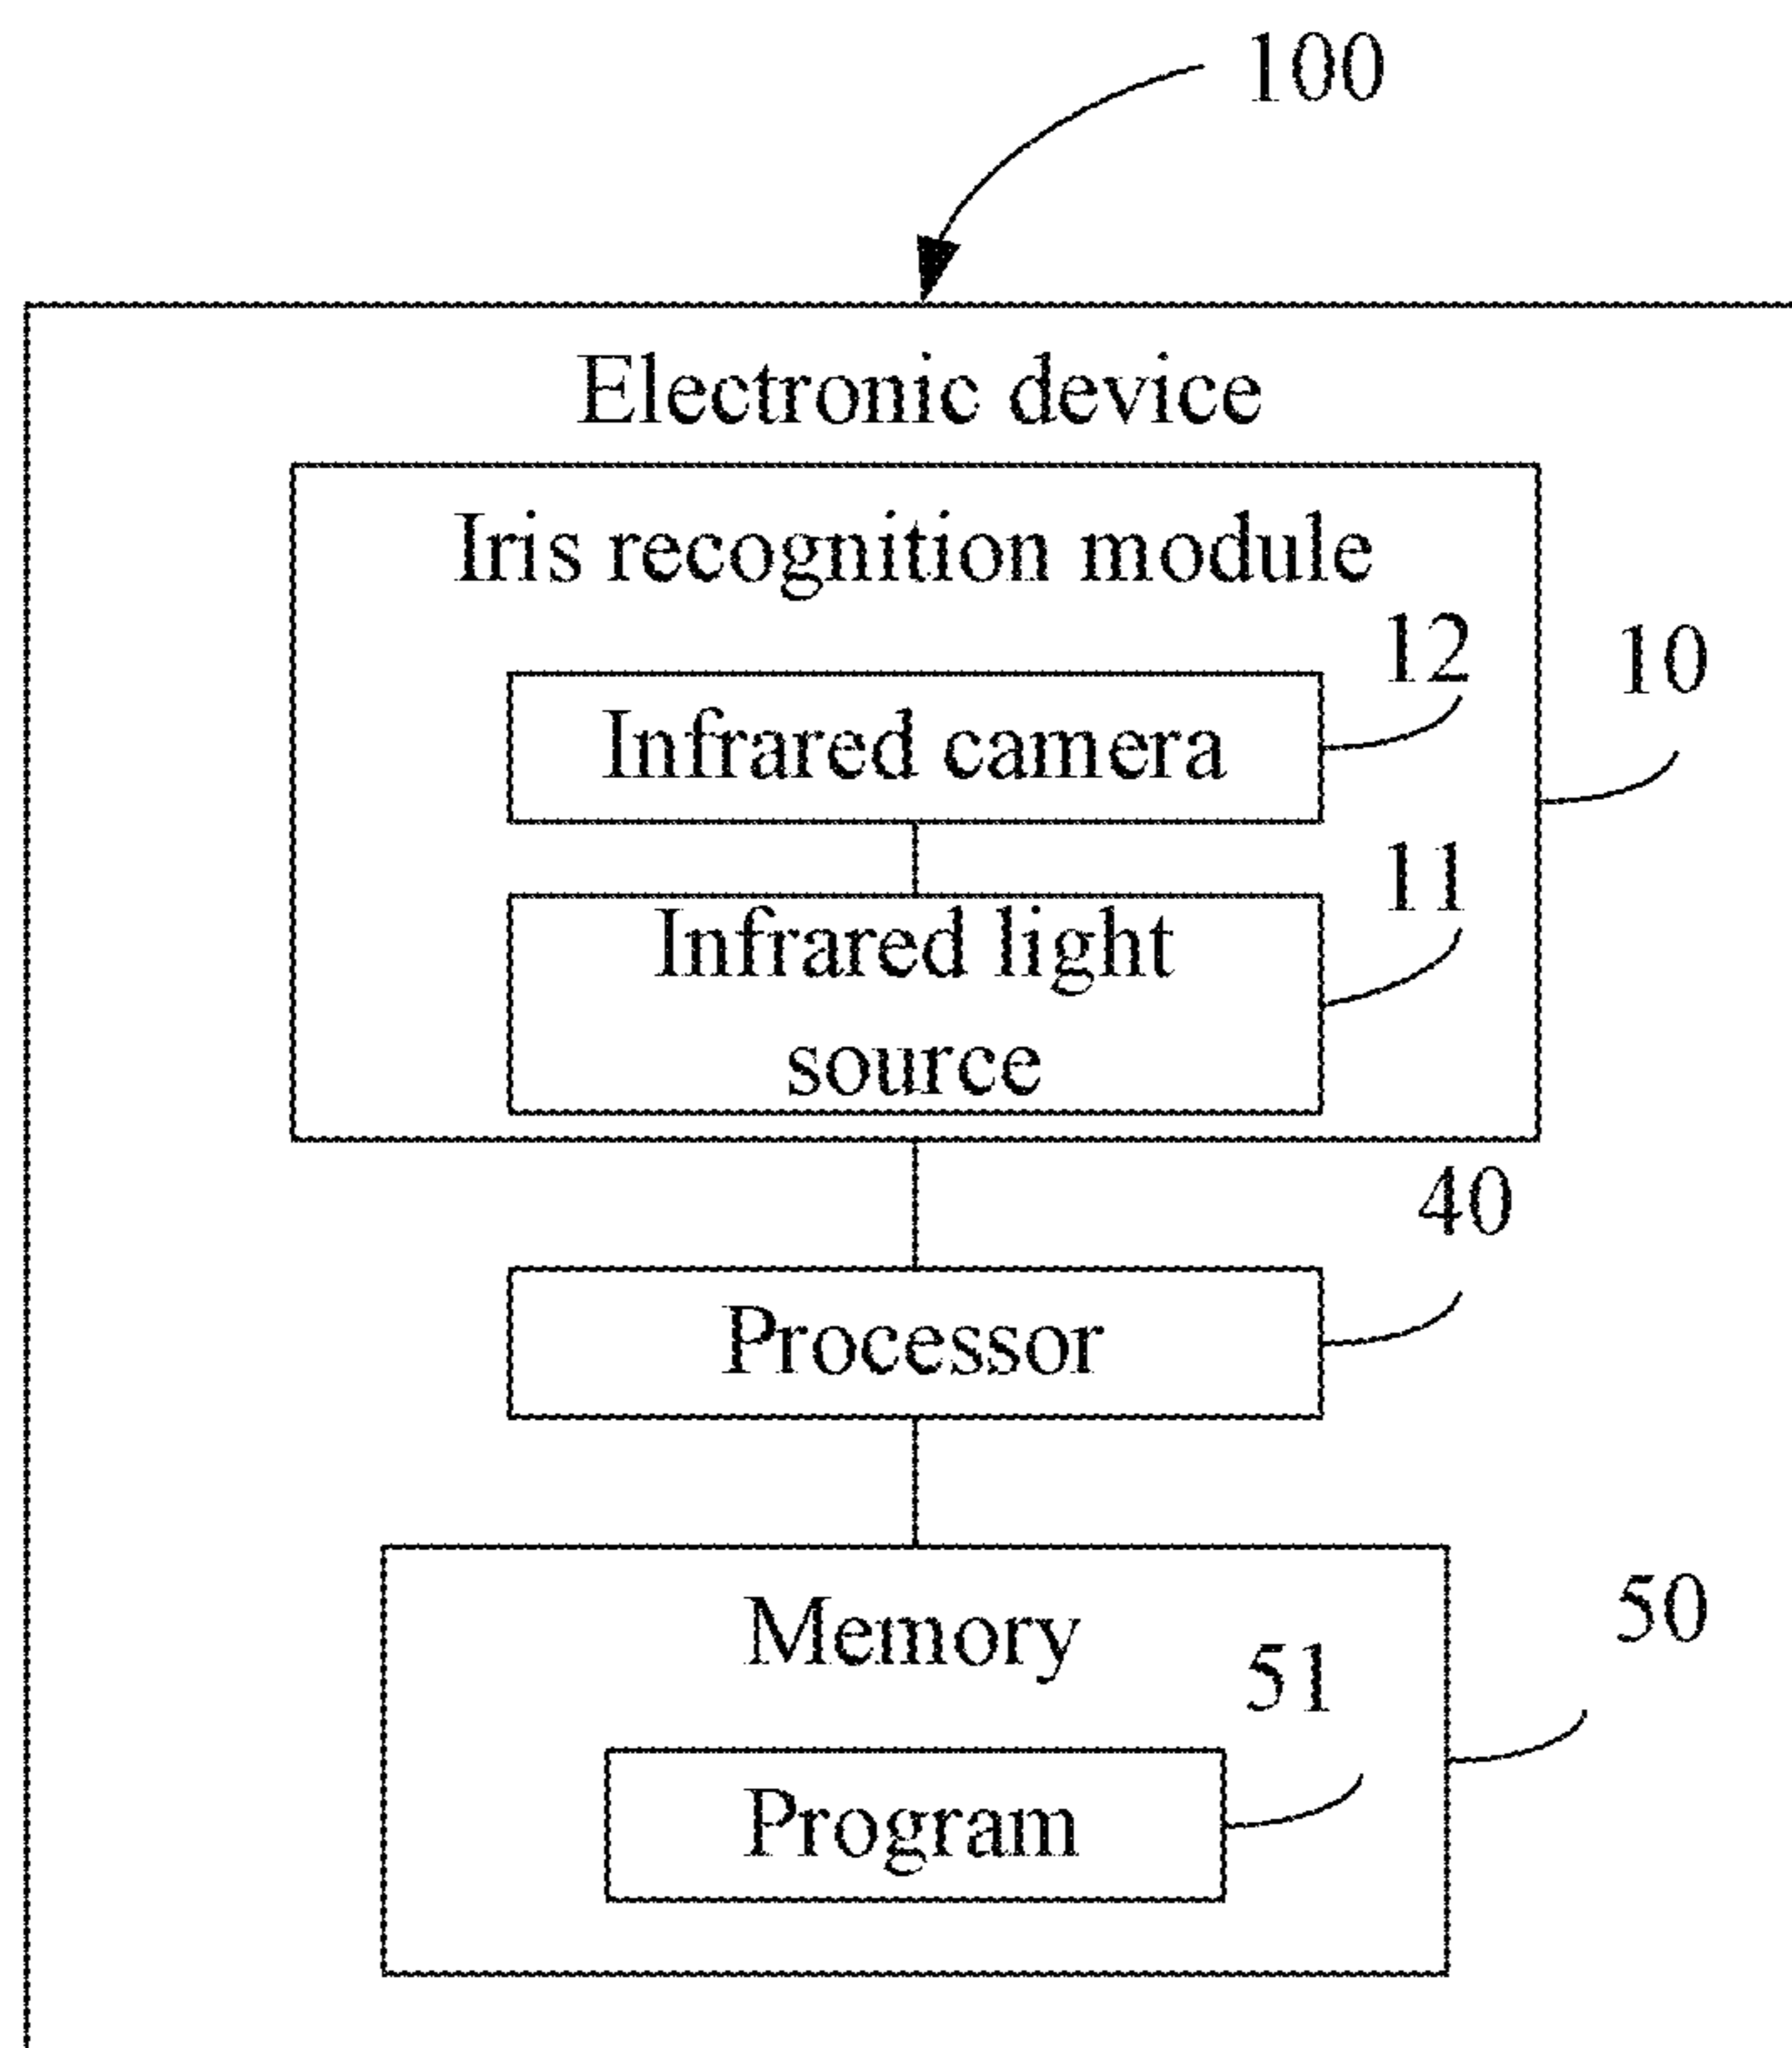 100
Electronic device
Iris recognition module
12
10
Infrared camera
11
Infrared light
source
40
Processor
50
Memory
51
Program